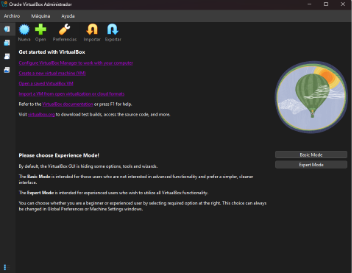 Oracle VirtualBox Administrador
Archivo Máquina Ayuda
Nueva Open Preferencias Importar Exportar
Get started with VirtualBox
Configure VirtualBox Manager to work with your computer
Create a new virtual machine (VM)
Open a saved VirtualBox VM
Import a VM from
Refer to the VirtualBox documentation or press F1 for help.
Visit virtualbox.org to download test builds, access the source code, and more.
Please choose Experience Mode!
By default, the VirtualBox GUI is hiding some options, tools and wizards.
The Basic Mode is intended for those users who are not interested in advanced functionality and prefer a simpler, cleaner
interface.
The Expert Mode is intended for experienced users who wish to utilize all VirtualBox functionality.
You can choose whether you are a beginner or experienced user by selecting required option at the right. This choice can always
be changed in Global Preferences or Machine Settings windows.
Basic Mode
Expert Mode